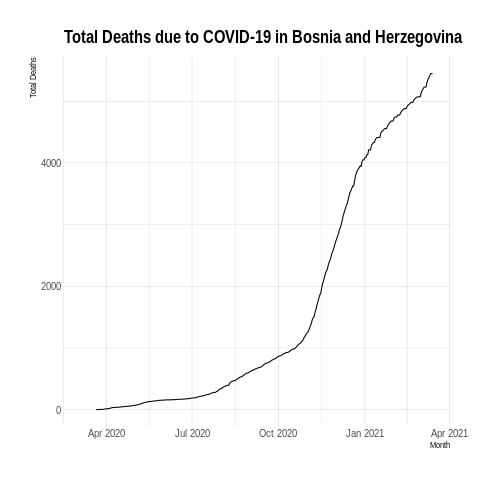 Total Deaths due to COVID-19 in Bosnia and Herzegovina
Total Deaths
4000
2000
0
Apr 2020 Jul 2020 Oct 2020 Jan 2021 Apr 2021
Month